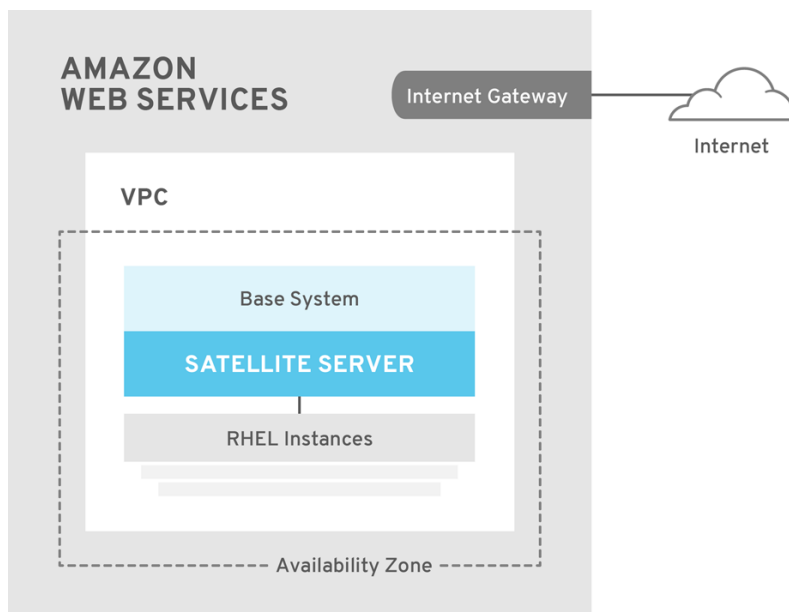 AMAZON
WEB SERVICES
Internet Gateway
Internet
VPC
Base System
SATELLITE SERVER
RHEL Instances
Availability Zone